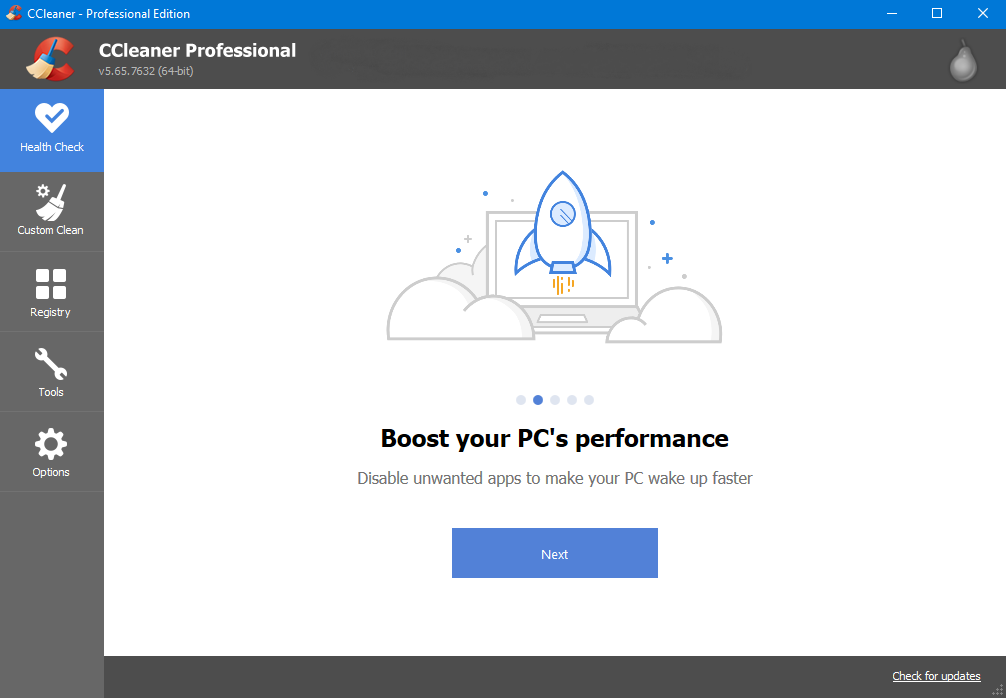 CCleaner - Professional Edition
CCleaner Professional
v5.65.7632 (64-bit)
Health Check
Custom Clean
Registry
Tools
Options
Boost your PC's performance
Disable unwanted apps to make your PC wake up faster
Next
Check for updates